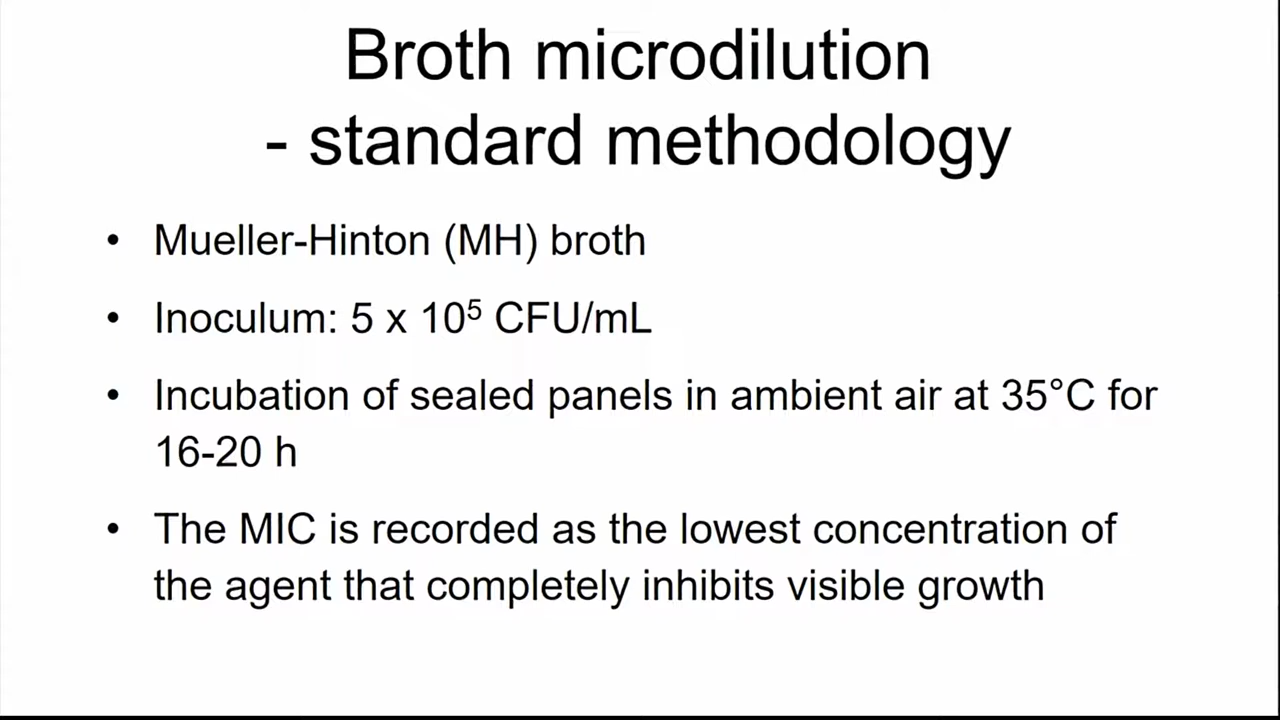 Broth microdilution
- standard methodology
• Mueller-Hinton (MH) broth
• Inoculum: 5 x 10⁵ CFU/mL
• Incubation of sealed panels in ambient air at 35°C for
16-20 h
• The MIC is recorded as the lowest concentration of
the agent that completely inhibits visible growth